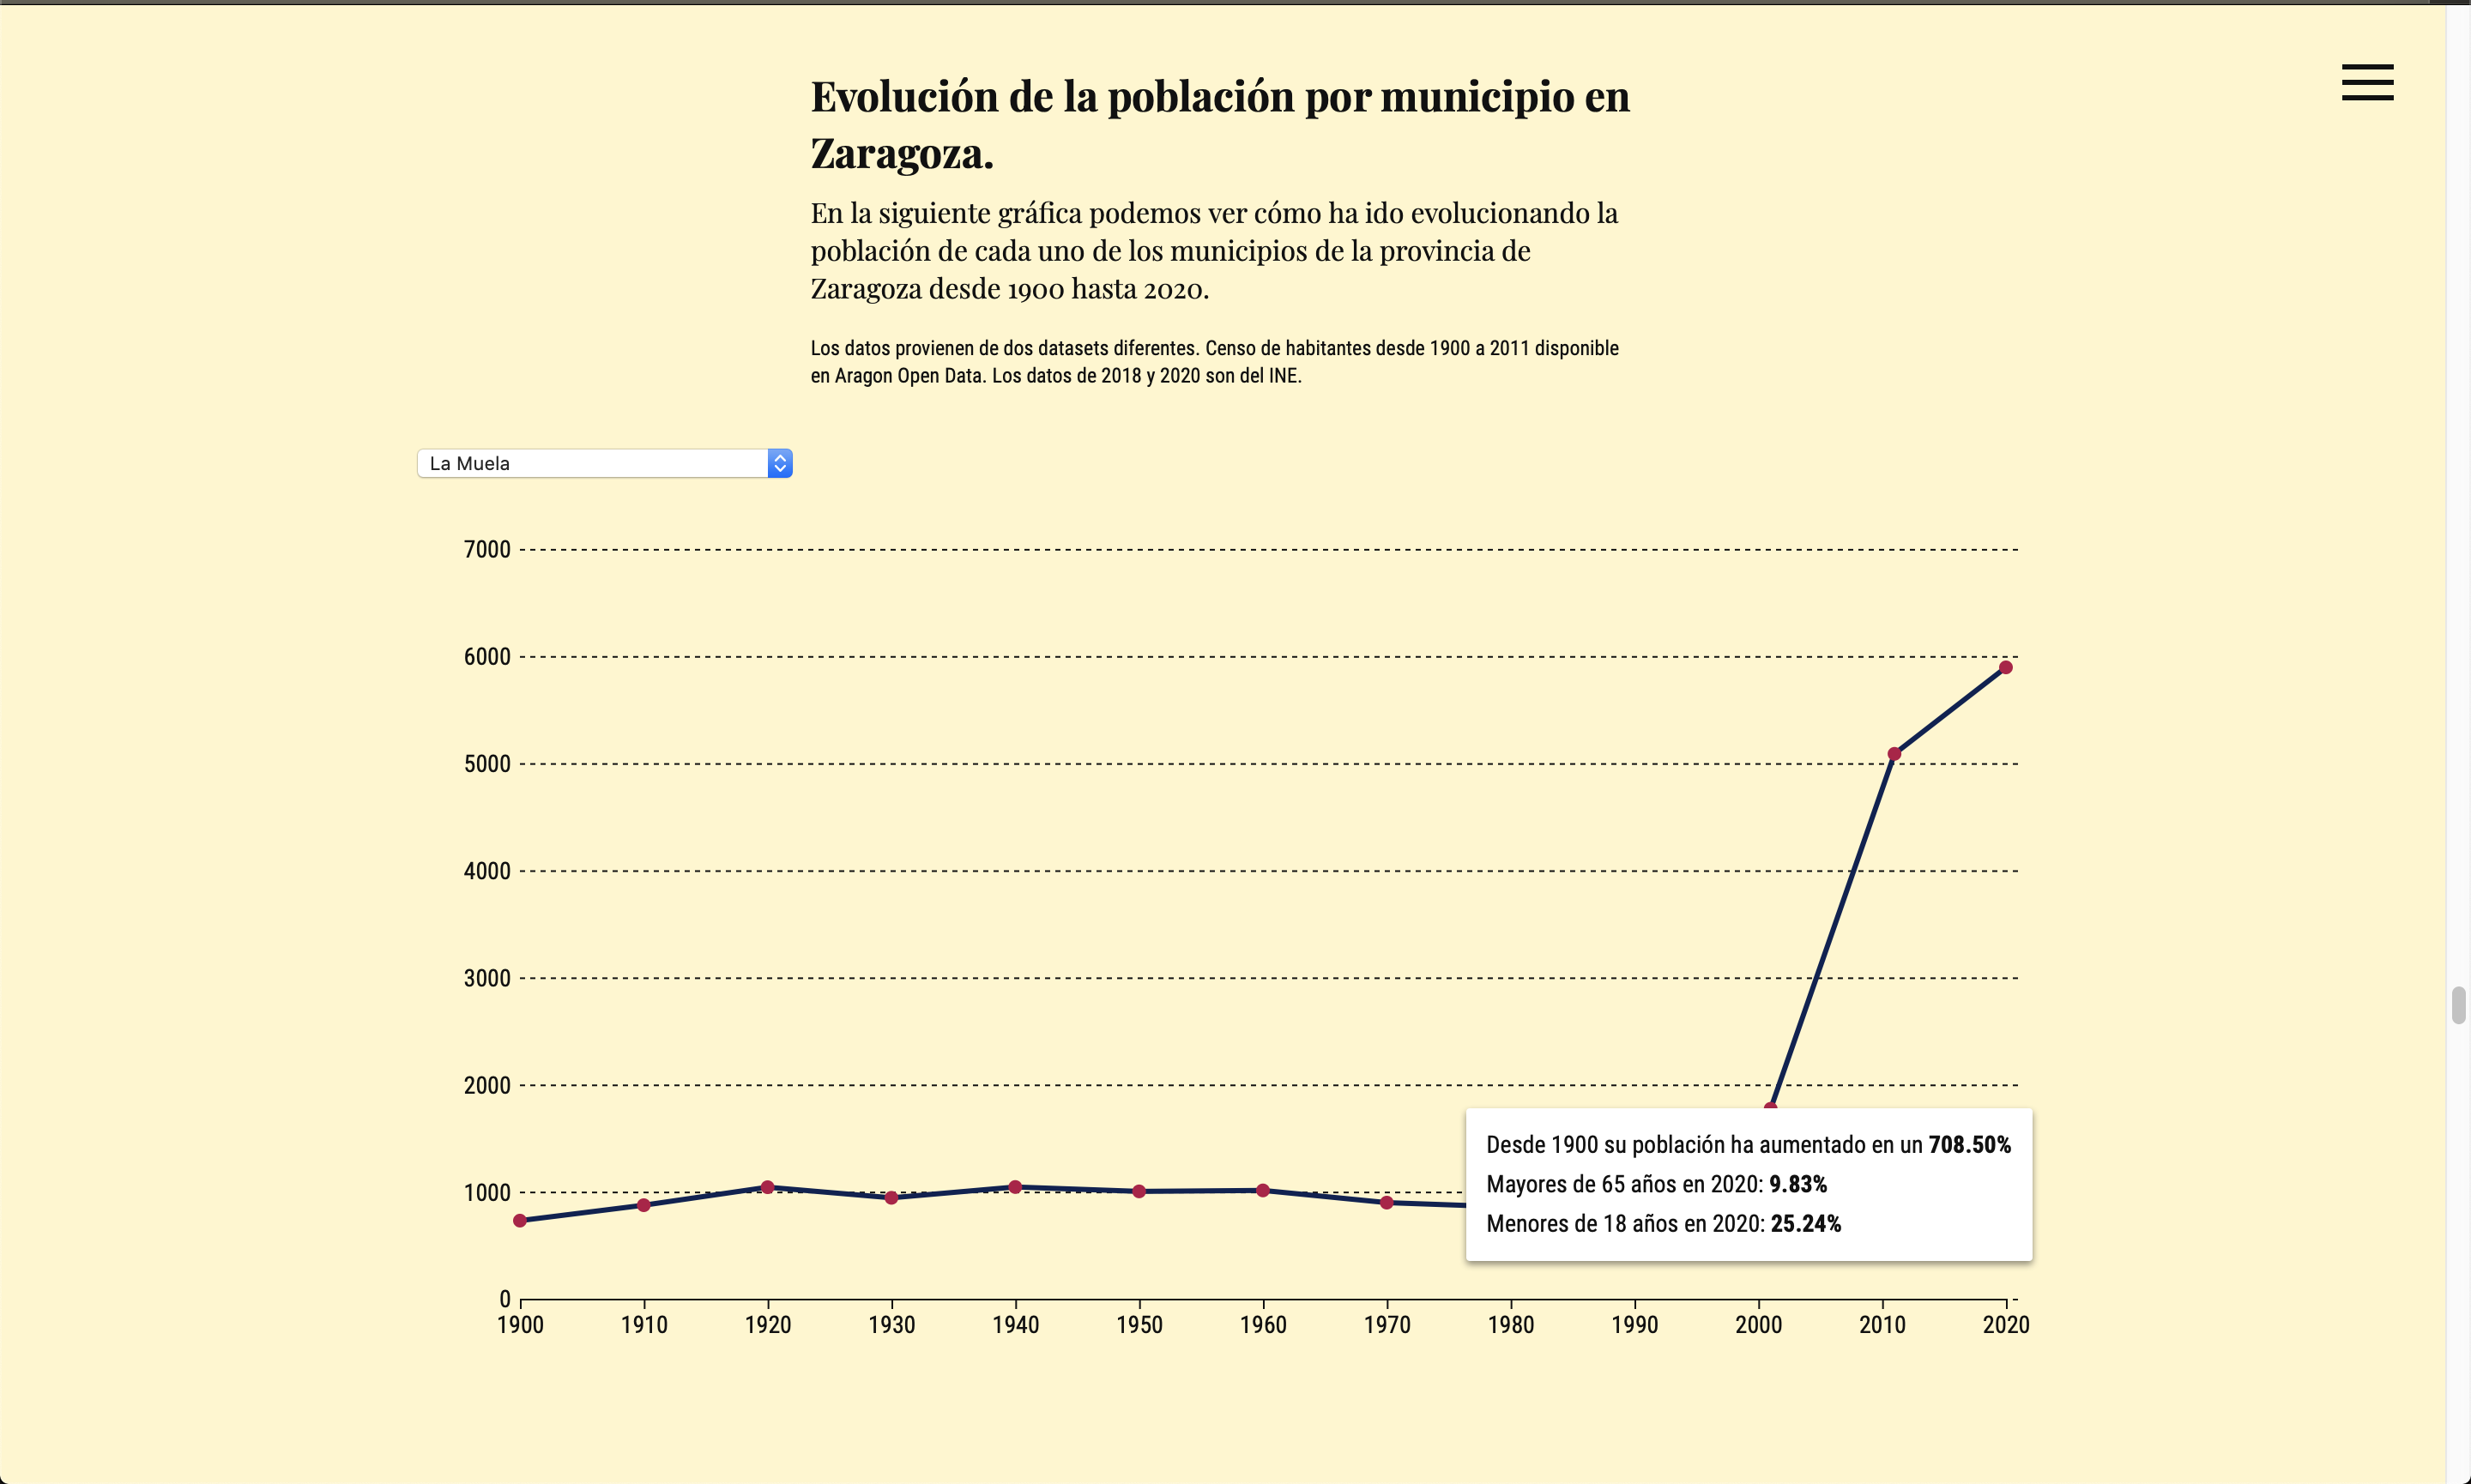 Evolución de la población por municipio en
Zaragoza.
En la siguiente gráfica podemos ver cómo ha ido evolucionando la
población de cada uno de los municipios de la provincia de
Zaragoza desde 1900 hasta 2020.
Los datos provienen de dos datasets diferentes. Censo de habitantes desde 1900 a 2011 disponible
en Aragon Open Data. Los datos de 2018 y 2020 son del INE.
La Muela
7000
6000
5000
4000
3000
2000
1000
0
Desde 1900 su población ha aumentado en un 708.50%
Mayores de 65 años en 2020: 9.83%
Menores de 18 años en 2020: 25.24%
1900 1910 1920 1930 1940 1950 1960 1970 1980 1990 2000 2010 2020